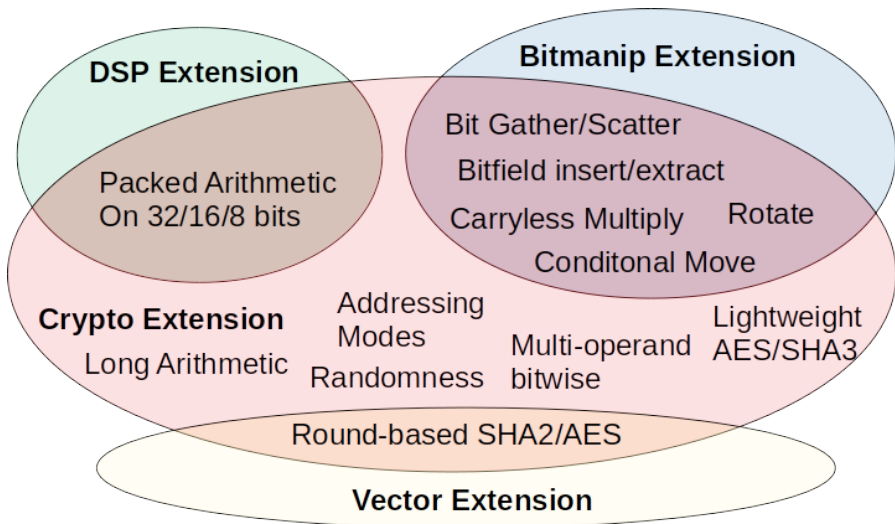 DSP Extension
Bitmanip Extension
Bit Gather/Scatter
Bitfield insert/extract
Packed Arithmetic
On 32/16/8 bits
Carryless Multiply
Rotate
Conditonal Move
Crypto Extension
Addressing
Modes
Lightweight
AES/SHA3
Long Arithmetic
Randomness
Multi-operand
bitwise
Round-based SHA2/AES
Vector Extension